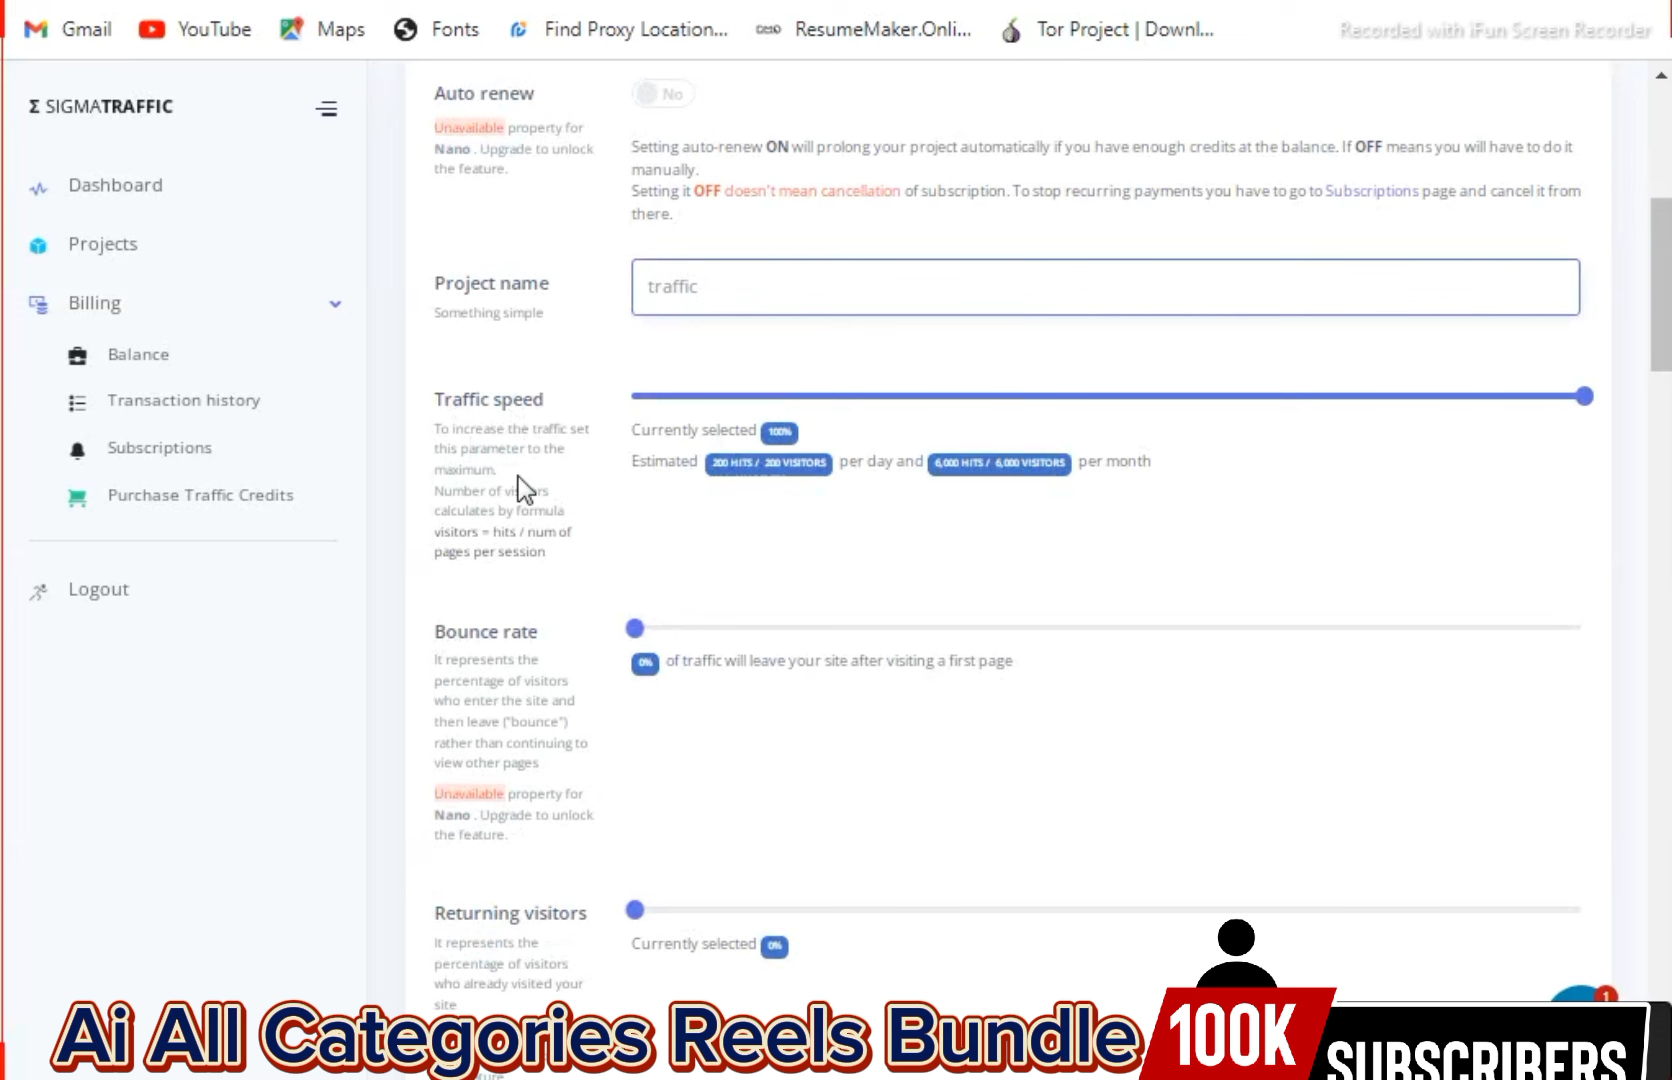 Gmail YouTube Maps Fonts Find Proxy Location... ResumeMaker.Onli... Tor Project | Downl...
Recorded with iFun Screen Recorder
Σ SIGMATRAFFIC
Dashboard
Projects
Billing
Balance
Transaction history
Subscriptions
Purchase Traffic Credits
Logout
Auto renew
Unavailable property for
Nano . Upgrade to unlock
the feature.
No
Setting auto-renew ON will prolong your project automatically if you have enough credits at the balance. If OFF means you will have to do it
manually.
Setting it OFF doesn't mean cancellation of subscription. To stop recurring payments you have to go to Subscriptions page and cancel it from
there.
Project name
Something simple
traffic
Traffic speed
To increase the traffic set
this parameter to the
maximum.
Number of visitors
calculates by formula
visitors = hits / num of
pages per session
Currently selected 100%
Estimated 200 HITS / 200 VISITORS per day and 6,000 HITS / 6,000 VISITORS per month
Bounce rate
It represents the
percentage of visitors
who enter the site and
then leave ("bounce")
rather than continuing to
view other pages
Unavailable property for
Nano . Upgrade to unlock
the feature.
0% of traffic will leave your site after visiting a first page
Returning visitors
It represents the
percentage of visitors
who already visited your
site
Currently selected 0%
1
Ai All Categories Reels Bundle
100K
SUBSCRIBERS